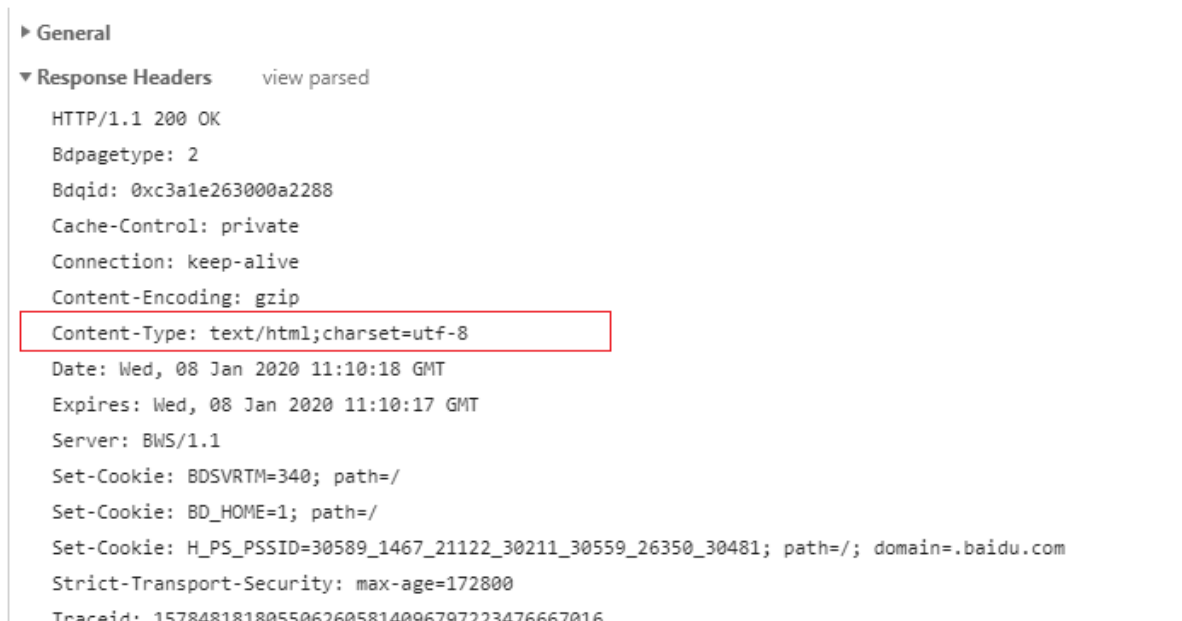 General
Response Headers view parsed
HTTP/1.1 200 OK
Bdpagetype: 2
Bdqid: 0xc3a1e263000a2288
Cache-Control: private
Connection: keep-alive
Content-Encoding: gzip
Content-Type: text/html;charset=utf-8
Date: Wed, 08 Jan 2020 11:10:18 GMT
Expires: Wed, 08 Jan 2020 11:10:17 GMT
Server: BWS/1.1
Set-Cookie: BDSVRTM=340; path=/
Set-Cookie: BD_HOME=1; path=/
Set-Cookie: H_PS_PSSID=30589_1467_21122_30211_30559_26350_30481; path=/; domain=.baidu.com
Strict-Transport-Security: max-age=172800
Traceid: